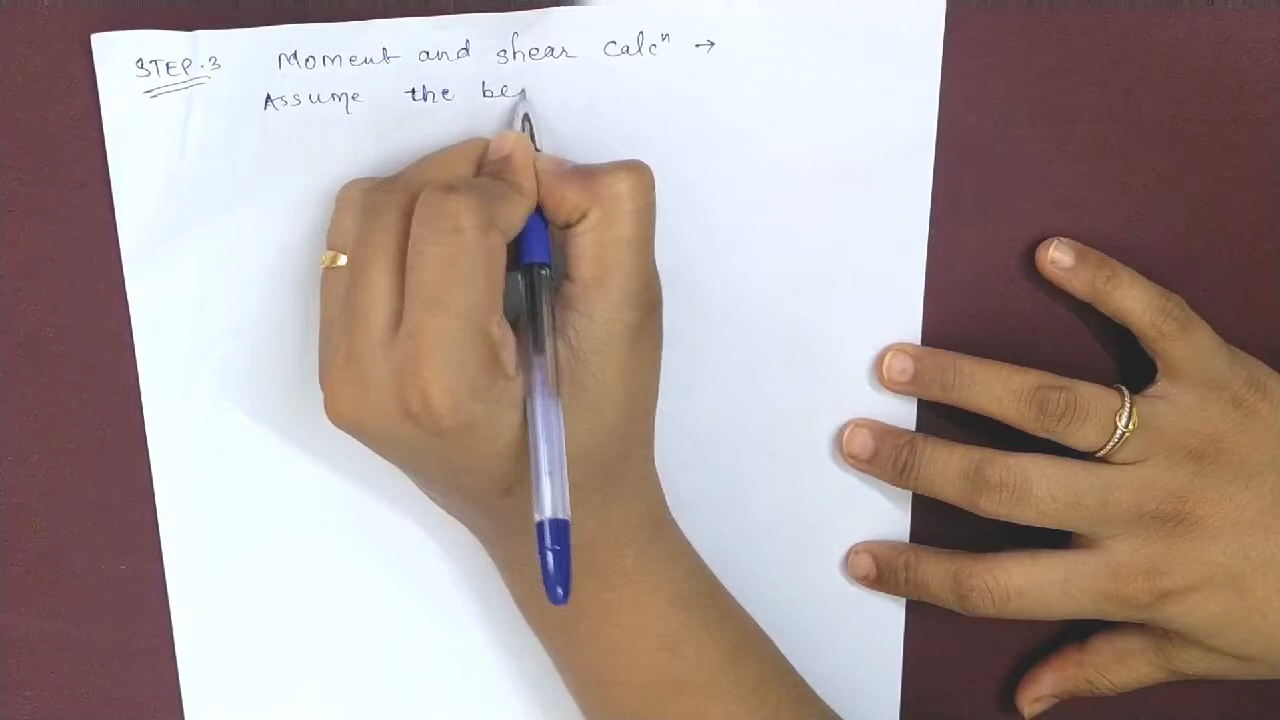 STEP.3 Moment and shear calcⁿ →
Assume the be